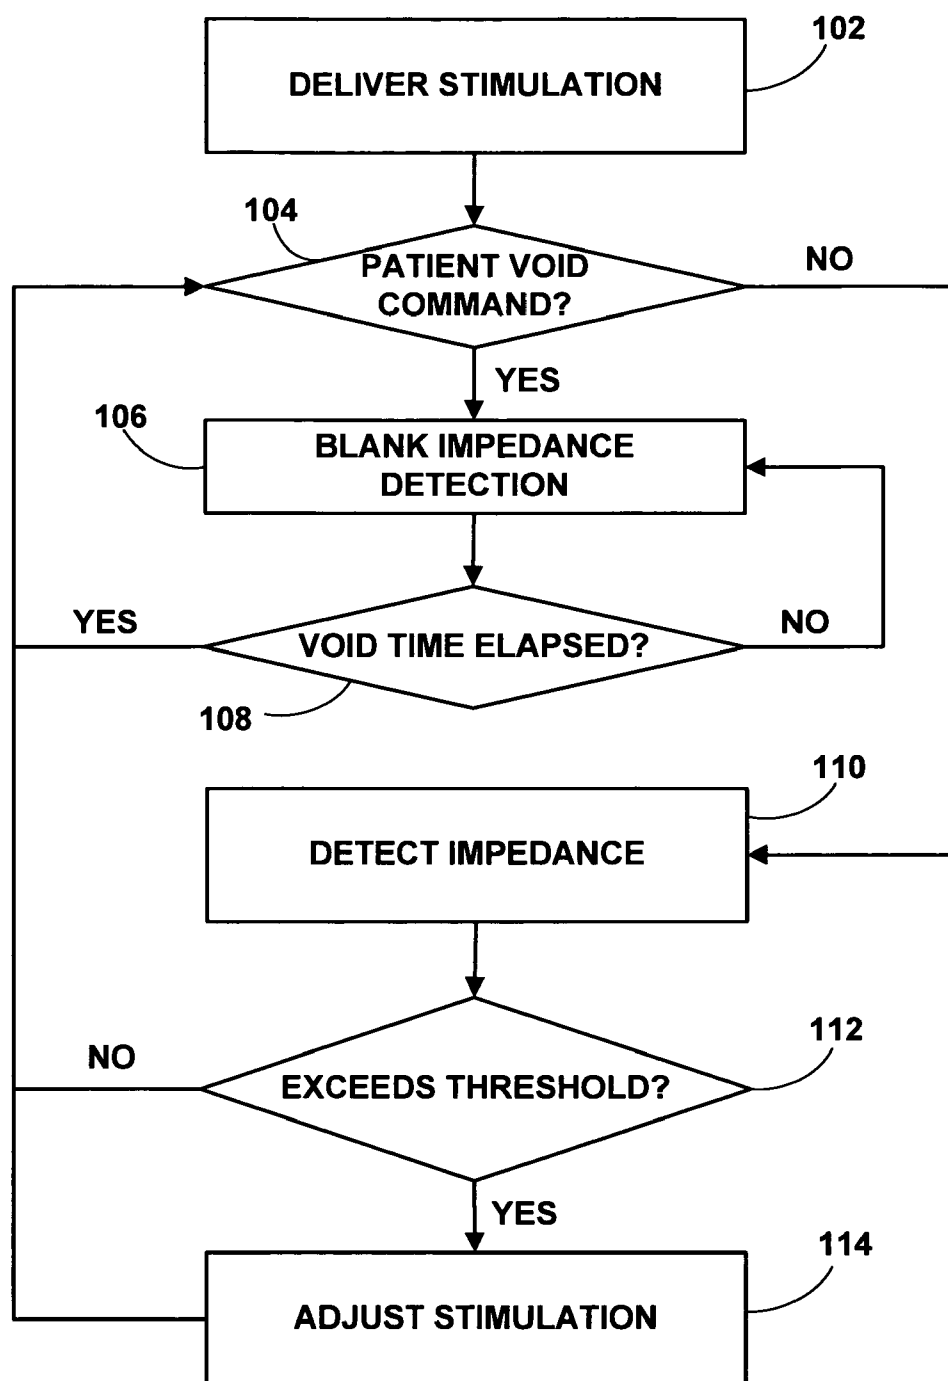 102
DELIVER STIMULATION
104
PATIENT VOID
COMMAND?
NO
YES
106
BLANK IMPEDANCE
DETECTION
YES
VOID TIME ELAPSED?
NO
108
110
DETECT IMPEDANCE
112
NO
EXCEEDS THRESHOLD?
YES
114
ADJUST STIMULATION